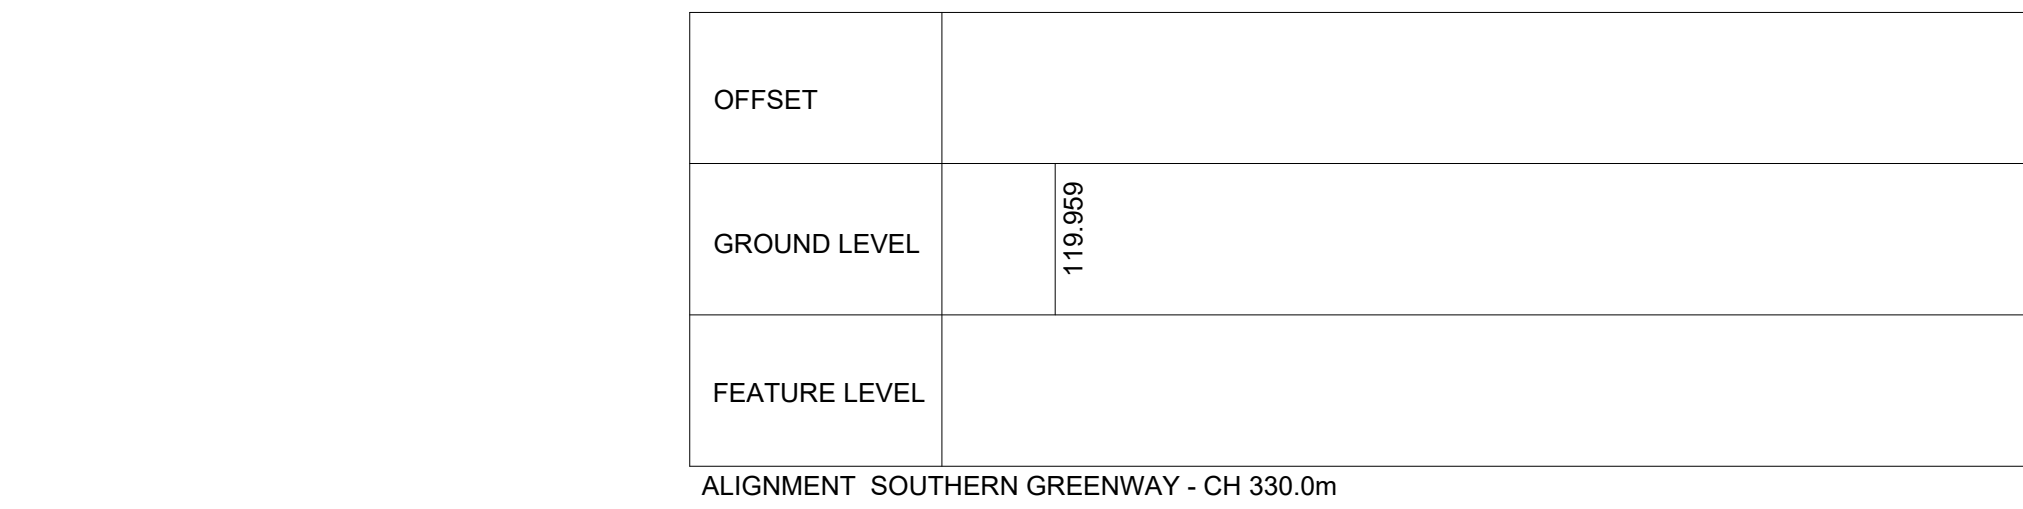 OFFSET
GROUND LEVEL
119.959
FEATURE LEVEL
ALIGNMENT SOUTHERN GREENWAY - CH 330.0m